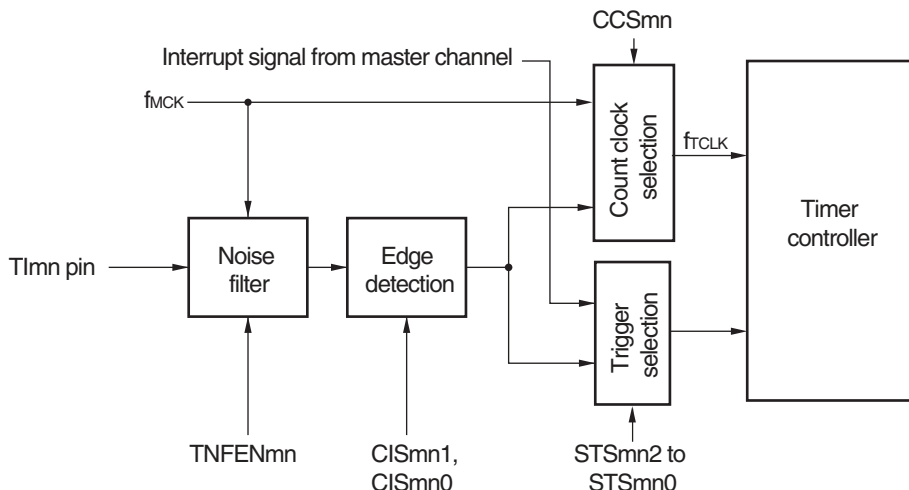 CCSmn
Interrupt signal from master channel
fMCK
Count clock
selection
fTCLK
Timer
controller
TImn pin
Noise
filter
Edge
detection
Trigger
selection
TNFENmn
CISmn1,
CISmn0
STSmn2 to
STSmn0